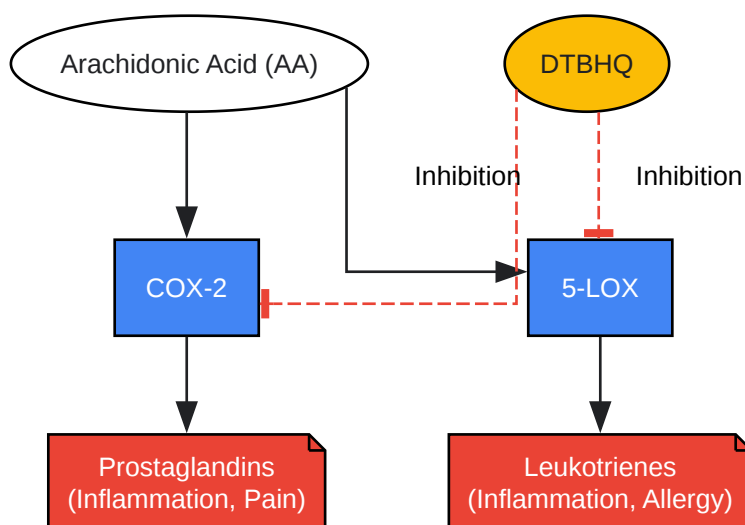 Arachidonic Acid (AA)
DTBHQ
Inhibition
Inhibition
COX-2
5-LOX
Prostaglandins
(Inflammation, Pain)
Leukotrienes
(Inflammation, Allergy)